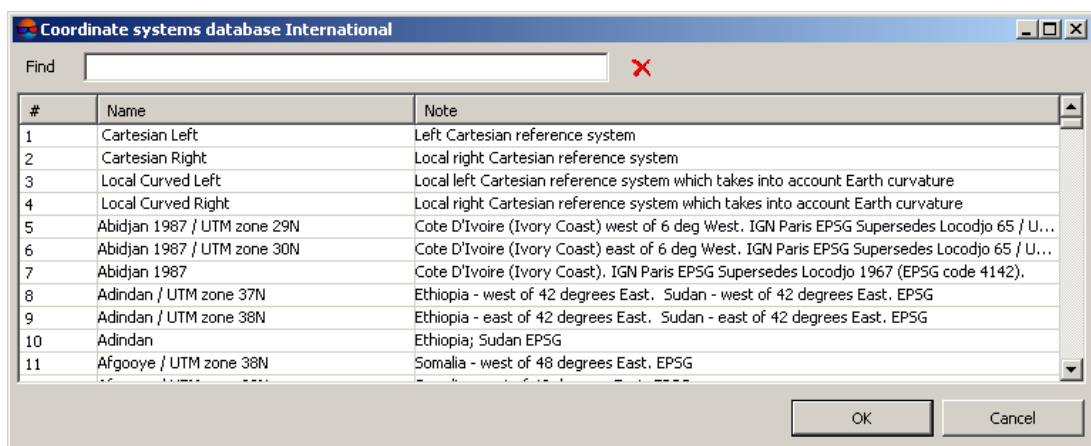 Coordinate systems database International
Find
# Name Note
1 Cartesian Left Left Cartesian reference system
2 Cartesian Right Local right Cartesian reference system
3 Local Curved Left Local left Cartesian reference system which takes into account Earth curvature
4 Local Curved Right Local right Cartesian reference system which takes into account Earth curvature
5 Abidjan 1987 / UTM zone 29N Cote D'Ivoire (Ivory Coast) west of 6 deg West. IGN Paris EPSG Supersedes Locodjo 65 / U...
6 Abidjan 1987 / UTM zone 30N Cote D'Ivoire (Ivory Coast) east of 6 deg West. IGN Paris EPSG Supersedes Locodjo 65 / U...
7 Abidjan 1987 Cote D'Ivoire (Ivory Coast). IGN Paris EPSG Supersedes Locodjo 1967 (EPSG code 4142).
8 Adindan / UTM zone 37N Ethiopia - west of 42 degrees East. Sudan - west of 42 degrees East. EPSG
9 Adindan / UTM zone 38N Ethiopia - east of 42 degrees East. Sudan - east of 42 degrees East. EPSG
10 Adindan Ethiopia; Sudan EPSG
11 Afgooye / UTM zone 38N Somalia - west of 48 degrees East. EPSG
OK Cancel